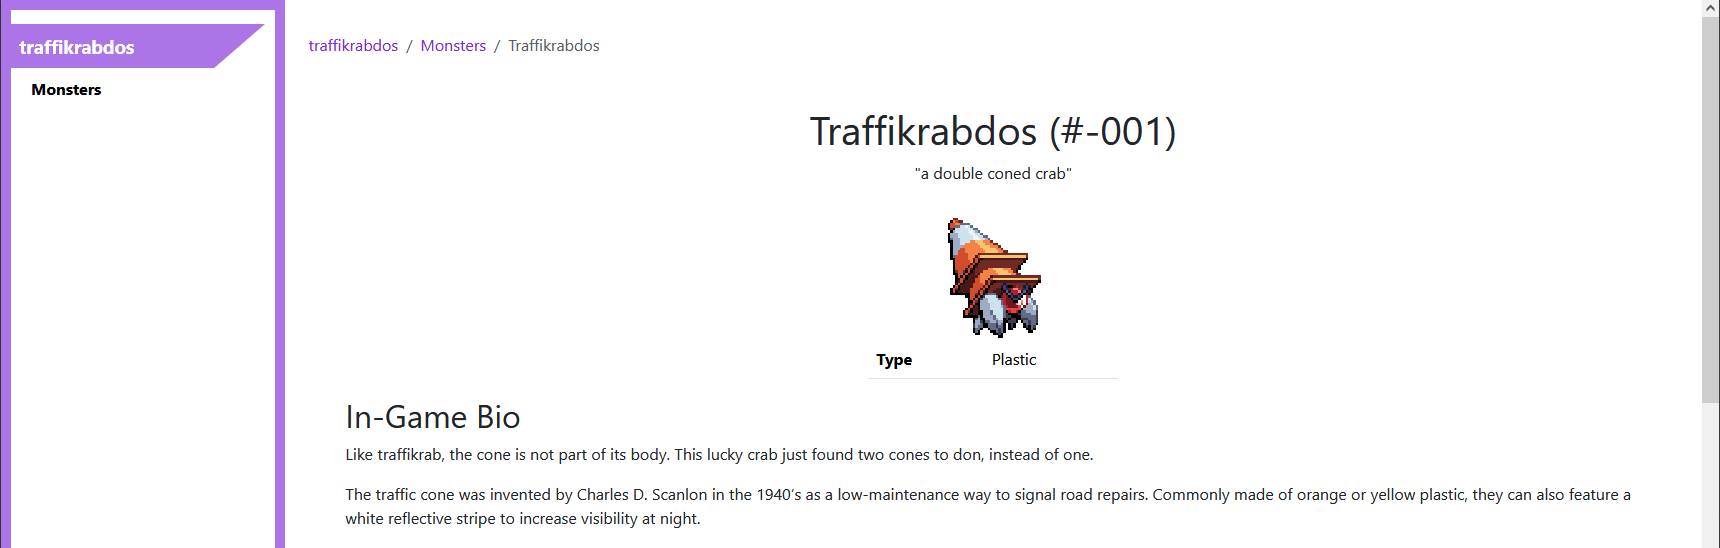 traffikrabdos
Monsters
traffikrabdos / Monsters / Traffikrabdos
Traffikrabdos (#-001)
"a double coned crab"
Type Plastic
In-Game Bio
Like traffikrab, the cone is not part of its body. This lucky crab just found two cones to don, instead of one.
The traffic cone was invented by Charles D. Scanlon in the 1940’s as a low-maintenance way to signal road repairs. Commonly made of orange or yellow plastic, they can also feature a
white reflective stripe to increase visibility at night.